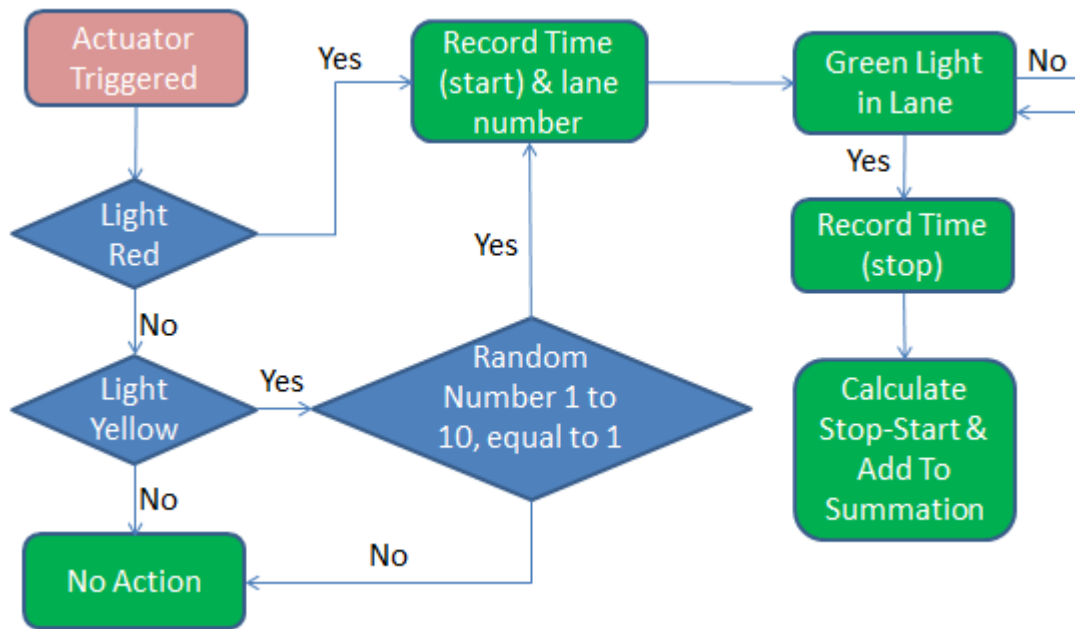 Actuator
Triggered
Yes
Record Time
(start) & lane
number
Green Light
in Lane
No
Yes
Light
Red
Yes
Record Time
(stop)
No
Light
Yellow
Yes
Random
Number 1 to
10, equal to 1
Calculate
Stop-Start &
Add To
Summation
No
No
No Action